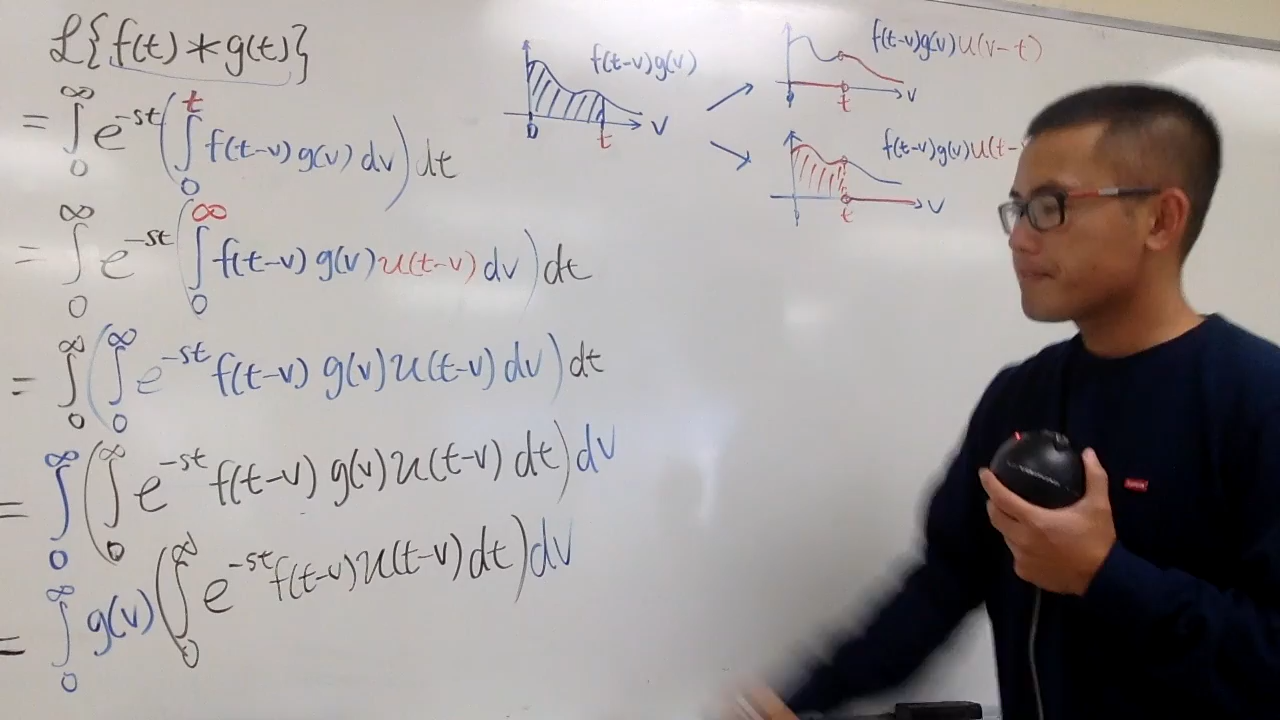 ℒ{f(t) * g(t)}
= ∫₀^∞ e^{-st} (∫₀^t f(t-v) g(v) dv) dt
= ∫₀^∞ e^{-st} (∫₀^∞ f(t-v) g(v) u(t-v) dv) dt
= ∫₀^∞ (∫₀^∞ e^{-st} f(t-v) g(v) u(t-v) dv) dt
= ∫₀^∞ (∫₀^∞ e^{-st} f(t-v) g(v) u(t-v) dt) dv
= ∫₀^∞ g(v) (∫₀^∞ e^{-st} f(t-v) u(t-v) dt) dv
f(t-v)g(v)
0 t v
f(t-v)g(v)u(v-t)
t v
f(t-v)g(v)u(t-
t v